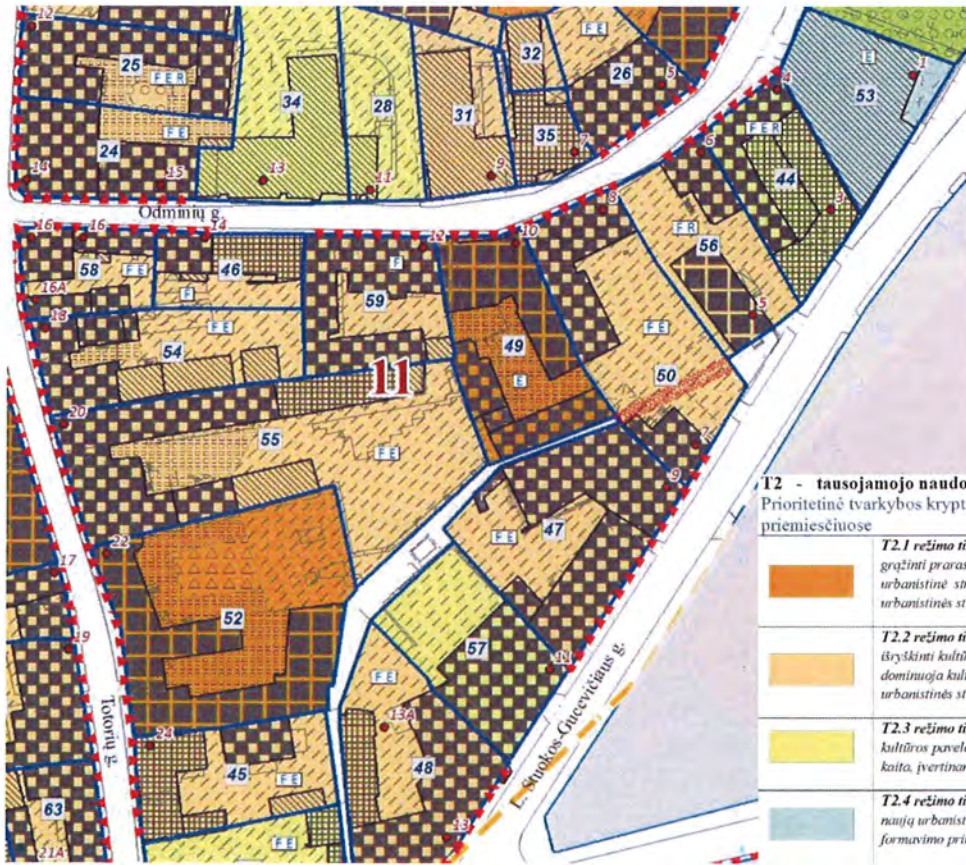 12
25
FER
FE
24
14
15
34
13
28
11
31
9
32
35
7
FE
26
5
4
E
53
1
6
FER
44
3
Odminių g.
16
16
14
58
FE
46
F
16A
18
FE
54
12
10
8
F
59
49
E
FR
56
5
FE
50
11
20
55
FE
7
9
47
FE
22
52
17
19
57
11
FE
13A
48
Totorių g.
24
45
FE
63
21A
13
L. Stuokos-Gucevičiaus g.
T2 - tausojamojo naudo
Prioritetinė tvarkybos krypt
priemiesčiuose
T2.1 režimo ti
grąžinti praras
urbanistinė st
urbanistinės st
T2.2 režimo ti
išryškinti kultū
dominuoja kult
urbanistinės st
T2.3 režimo ti
kultūros pavel
kaita, įvertinan
T2.4 režimo ti
naują urbanist
formavimo pri